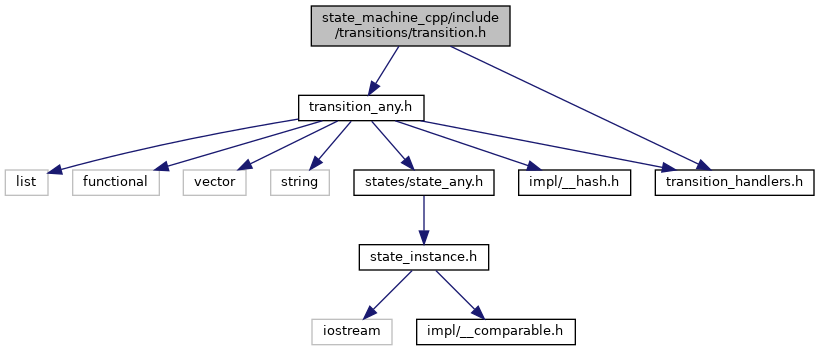 state_machine_cpp/include
/transitions/transition.h
transition_any.h
list
functional
vector
string
states/state_any.h
impl/__hash.h
transition_handlers.h
state_instance.h
iostream
impl/__comparable.h